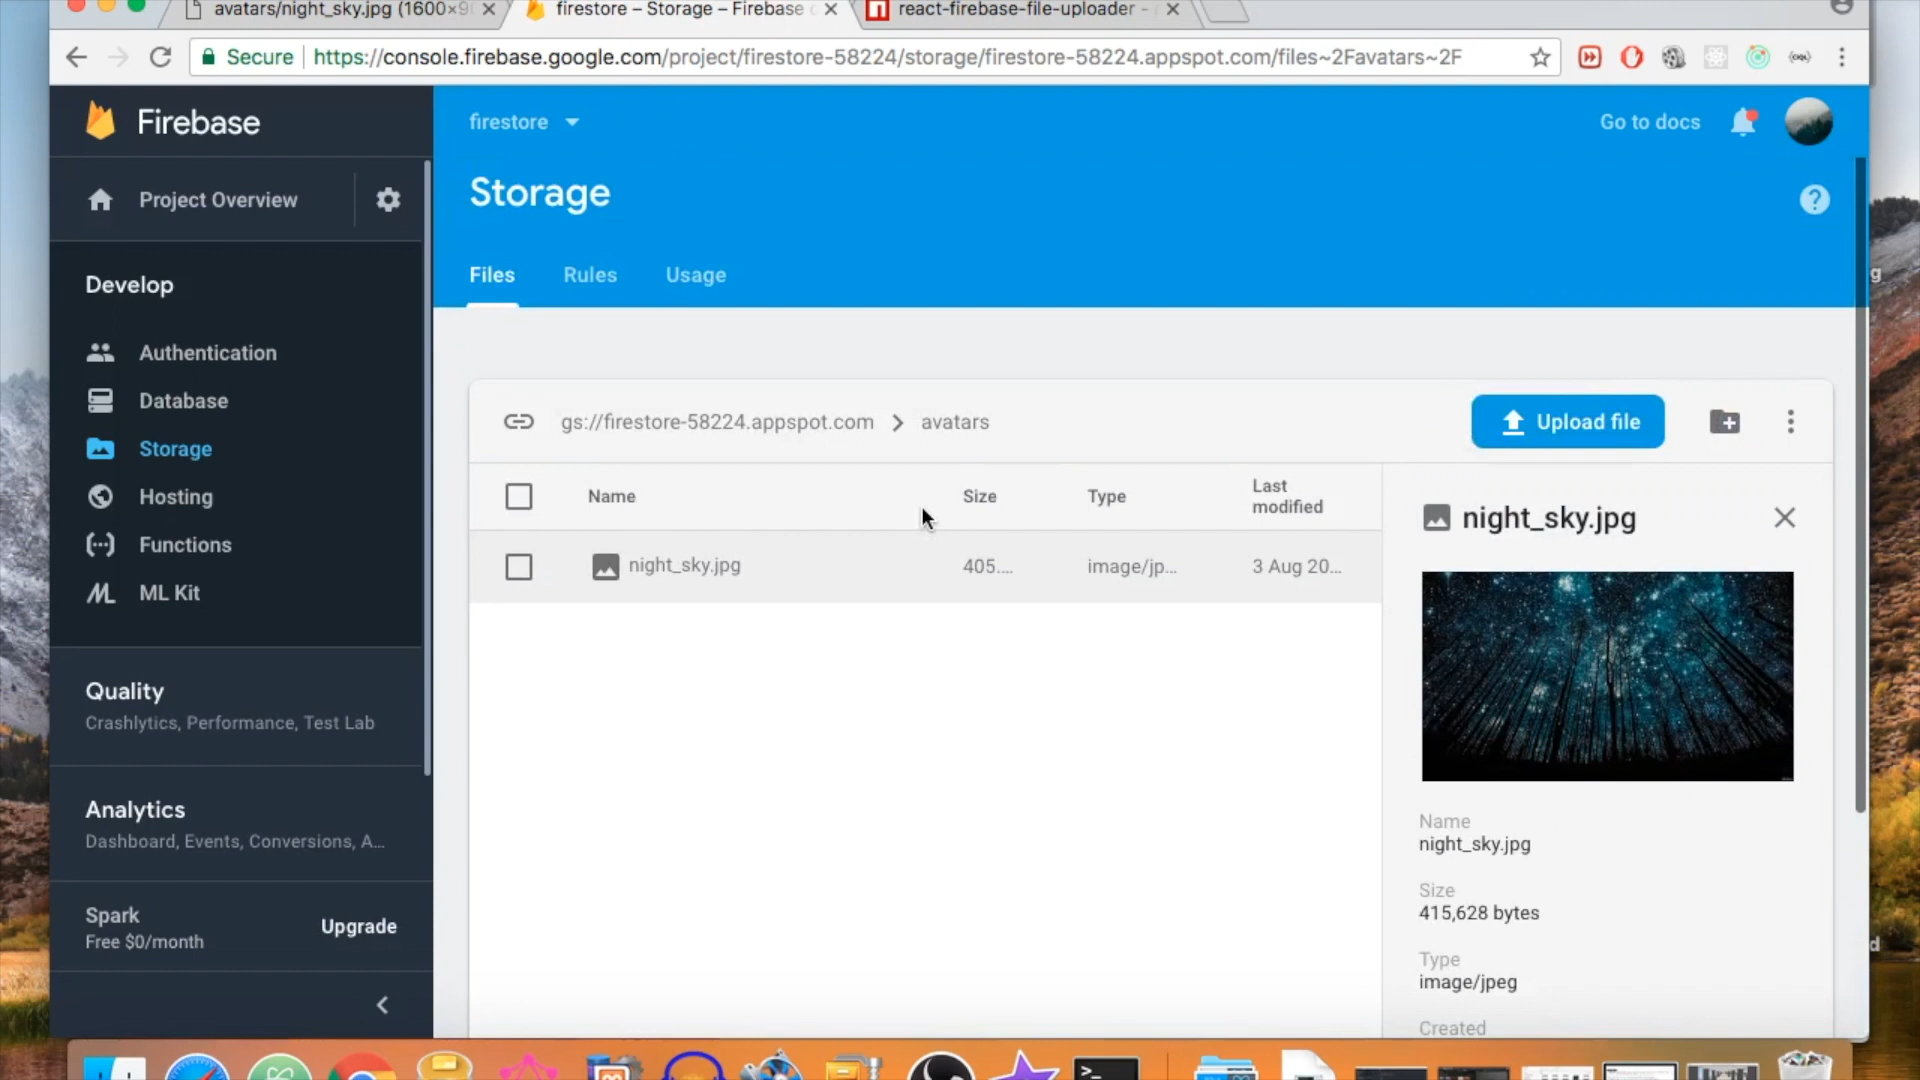 avatars/night_sky.jpg (1600×9
firestore – Storage – Firebase
react-firebase-file-uploader -
Secure
https://console.firebase.google.com/project/firestore-58224/storage/firestore-58224.appspot.com/files~2Favatars~2F
Firebase
firestore
Go to docs
Project Overview
Storage
?
Files
Rules
Usage
Develop
Authentication
Database
Storage
Hosting
Functions
ML Kit
gs://firestore-58224.appspot.com
avatars
Upload file
Name
Size
Type
Last
modified
night_sky.jpg
405....
image/jp...
3 Aug 20...
night_sky.jpg
Name
night_sky.jpg
Size
415,628 bytes
Type
image/jpeg
Created
Quality
Crashlytics, Performance, Test Lab
Analytics
Dashboard, Events, Conversions, A...
Spark
Free $0/month
Upgrade
g
d